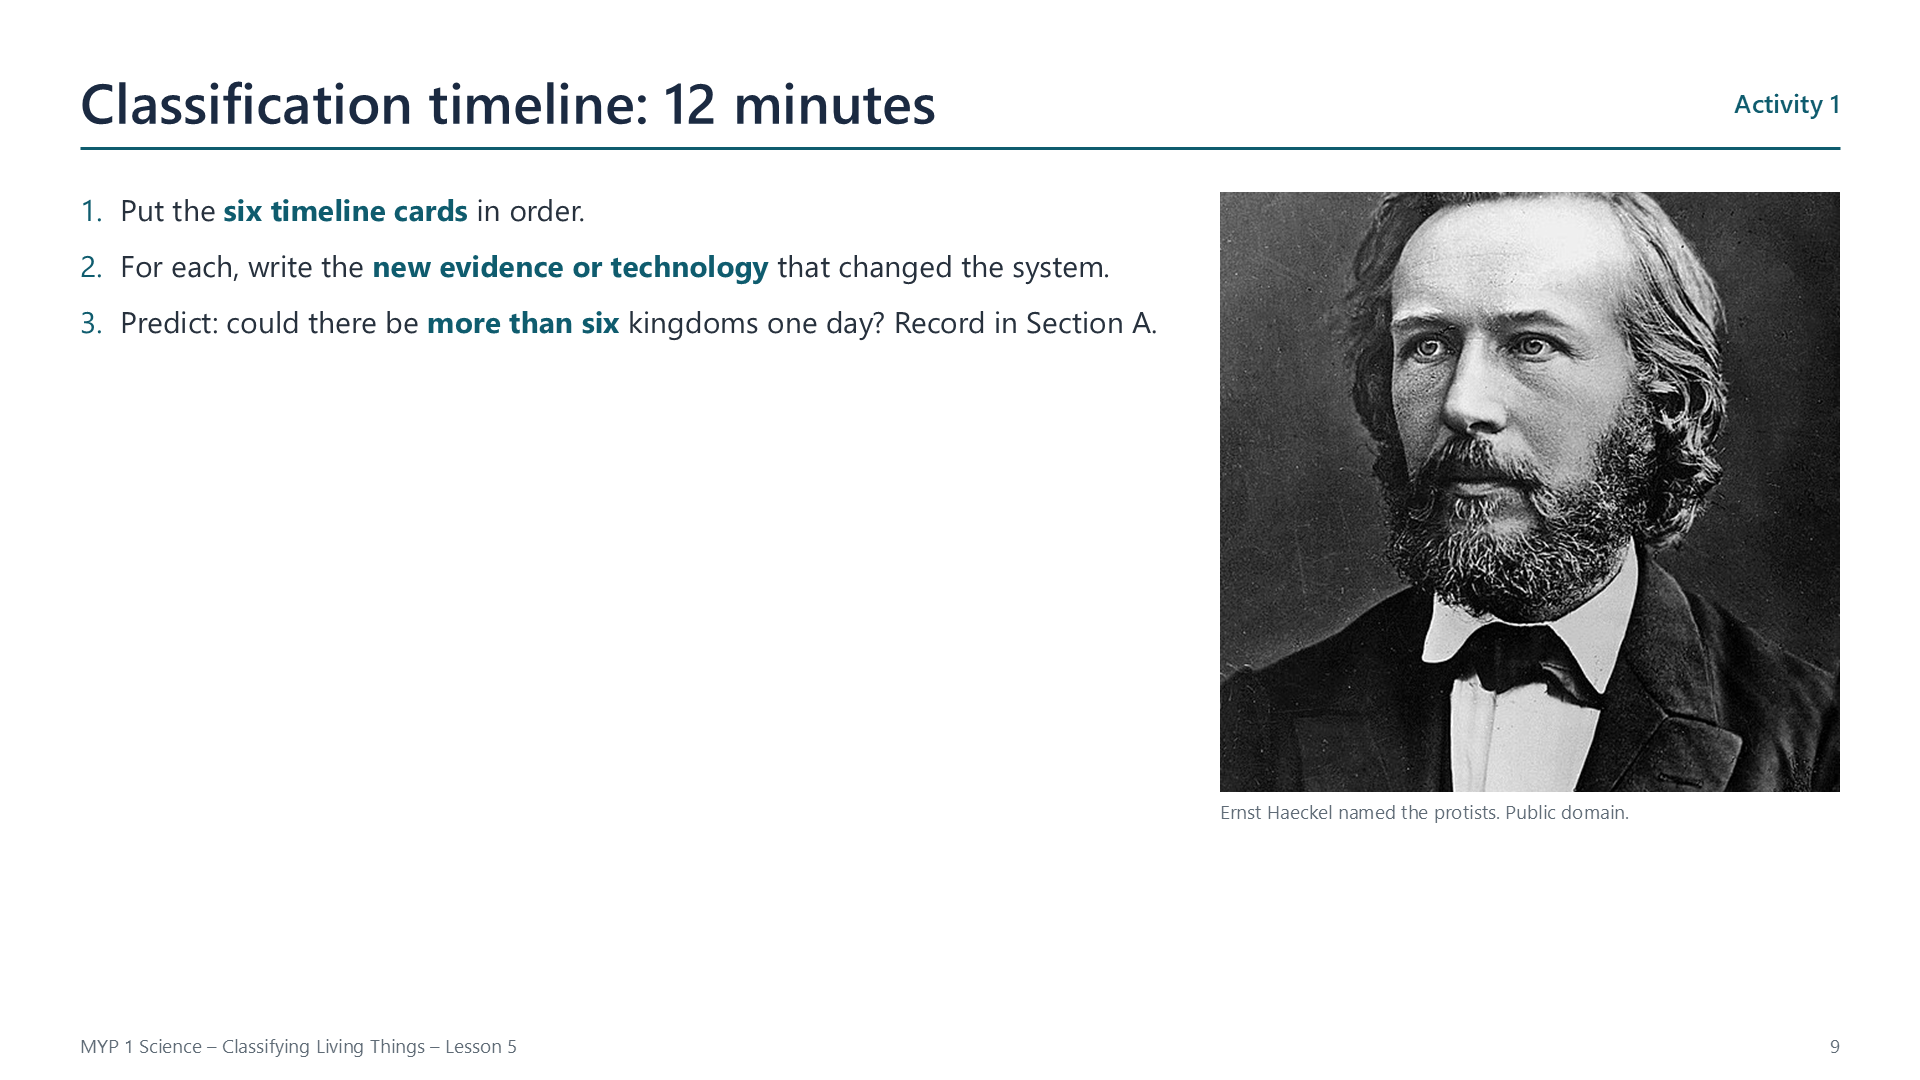 Classification timeline: 12 minutes
Activity 1
1. Put the six timeline cards in order.
2. For each, write the new evidence or technology that changed the system.
3. Predict: could there be more than six kingdoms one day? Record in Section A.
Ernst Haeckel named the protists. Public domain.
MYP 1 Science – Classifying Living Things – Lesson 5
9